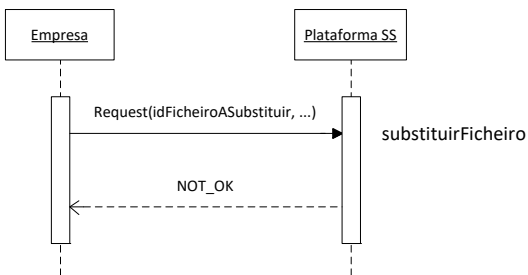 Empresa
Plataforma SS
Request(idFicheiroASubstituir, ...)
substituirFicheiro
NOT_OK